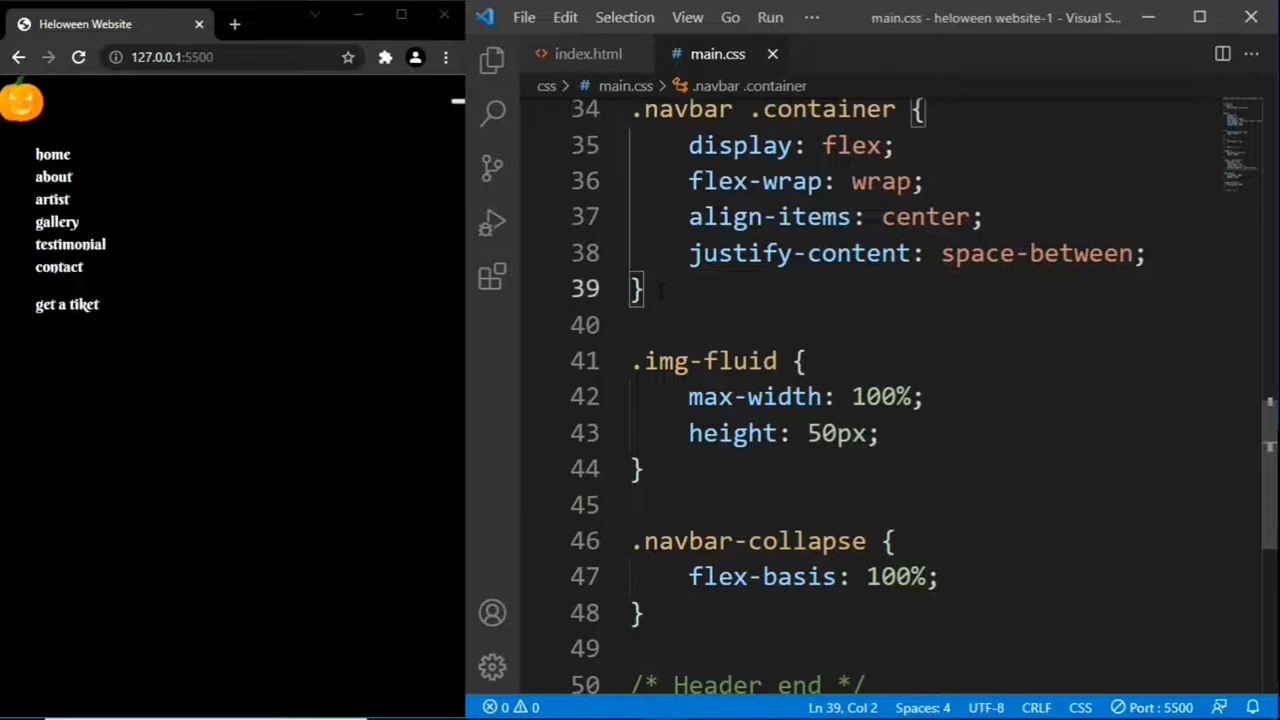 Heloween Website
127.0.0.1:5500
home
about
artist
gallery
testimonial
contact
get a tiket
File Edit Selection View Go Run ··· main.css - heloween website-1 - Visual S...
index.html # main.css
css > # main.css > .navbar .container
34 .navbar .container {
35 display: flex;
36 flex-wrap: wrap;
37 align-items: center;
38 justify-content: space-between;
39 }
40
41 .img-fluid {
42 max-width: 100%;
43 height: 50px;
44 }
45
46 .navbar-collapse {
47 flex-basis: 100%;
48 }
49
50 /* Header end */
0 0 Ln 39, Col 2 Spaces: 4 UTF-8 CRLF CSS Port : 5500